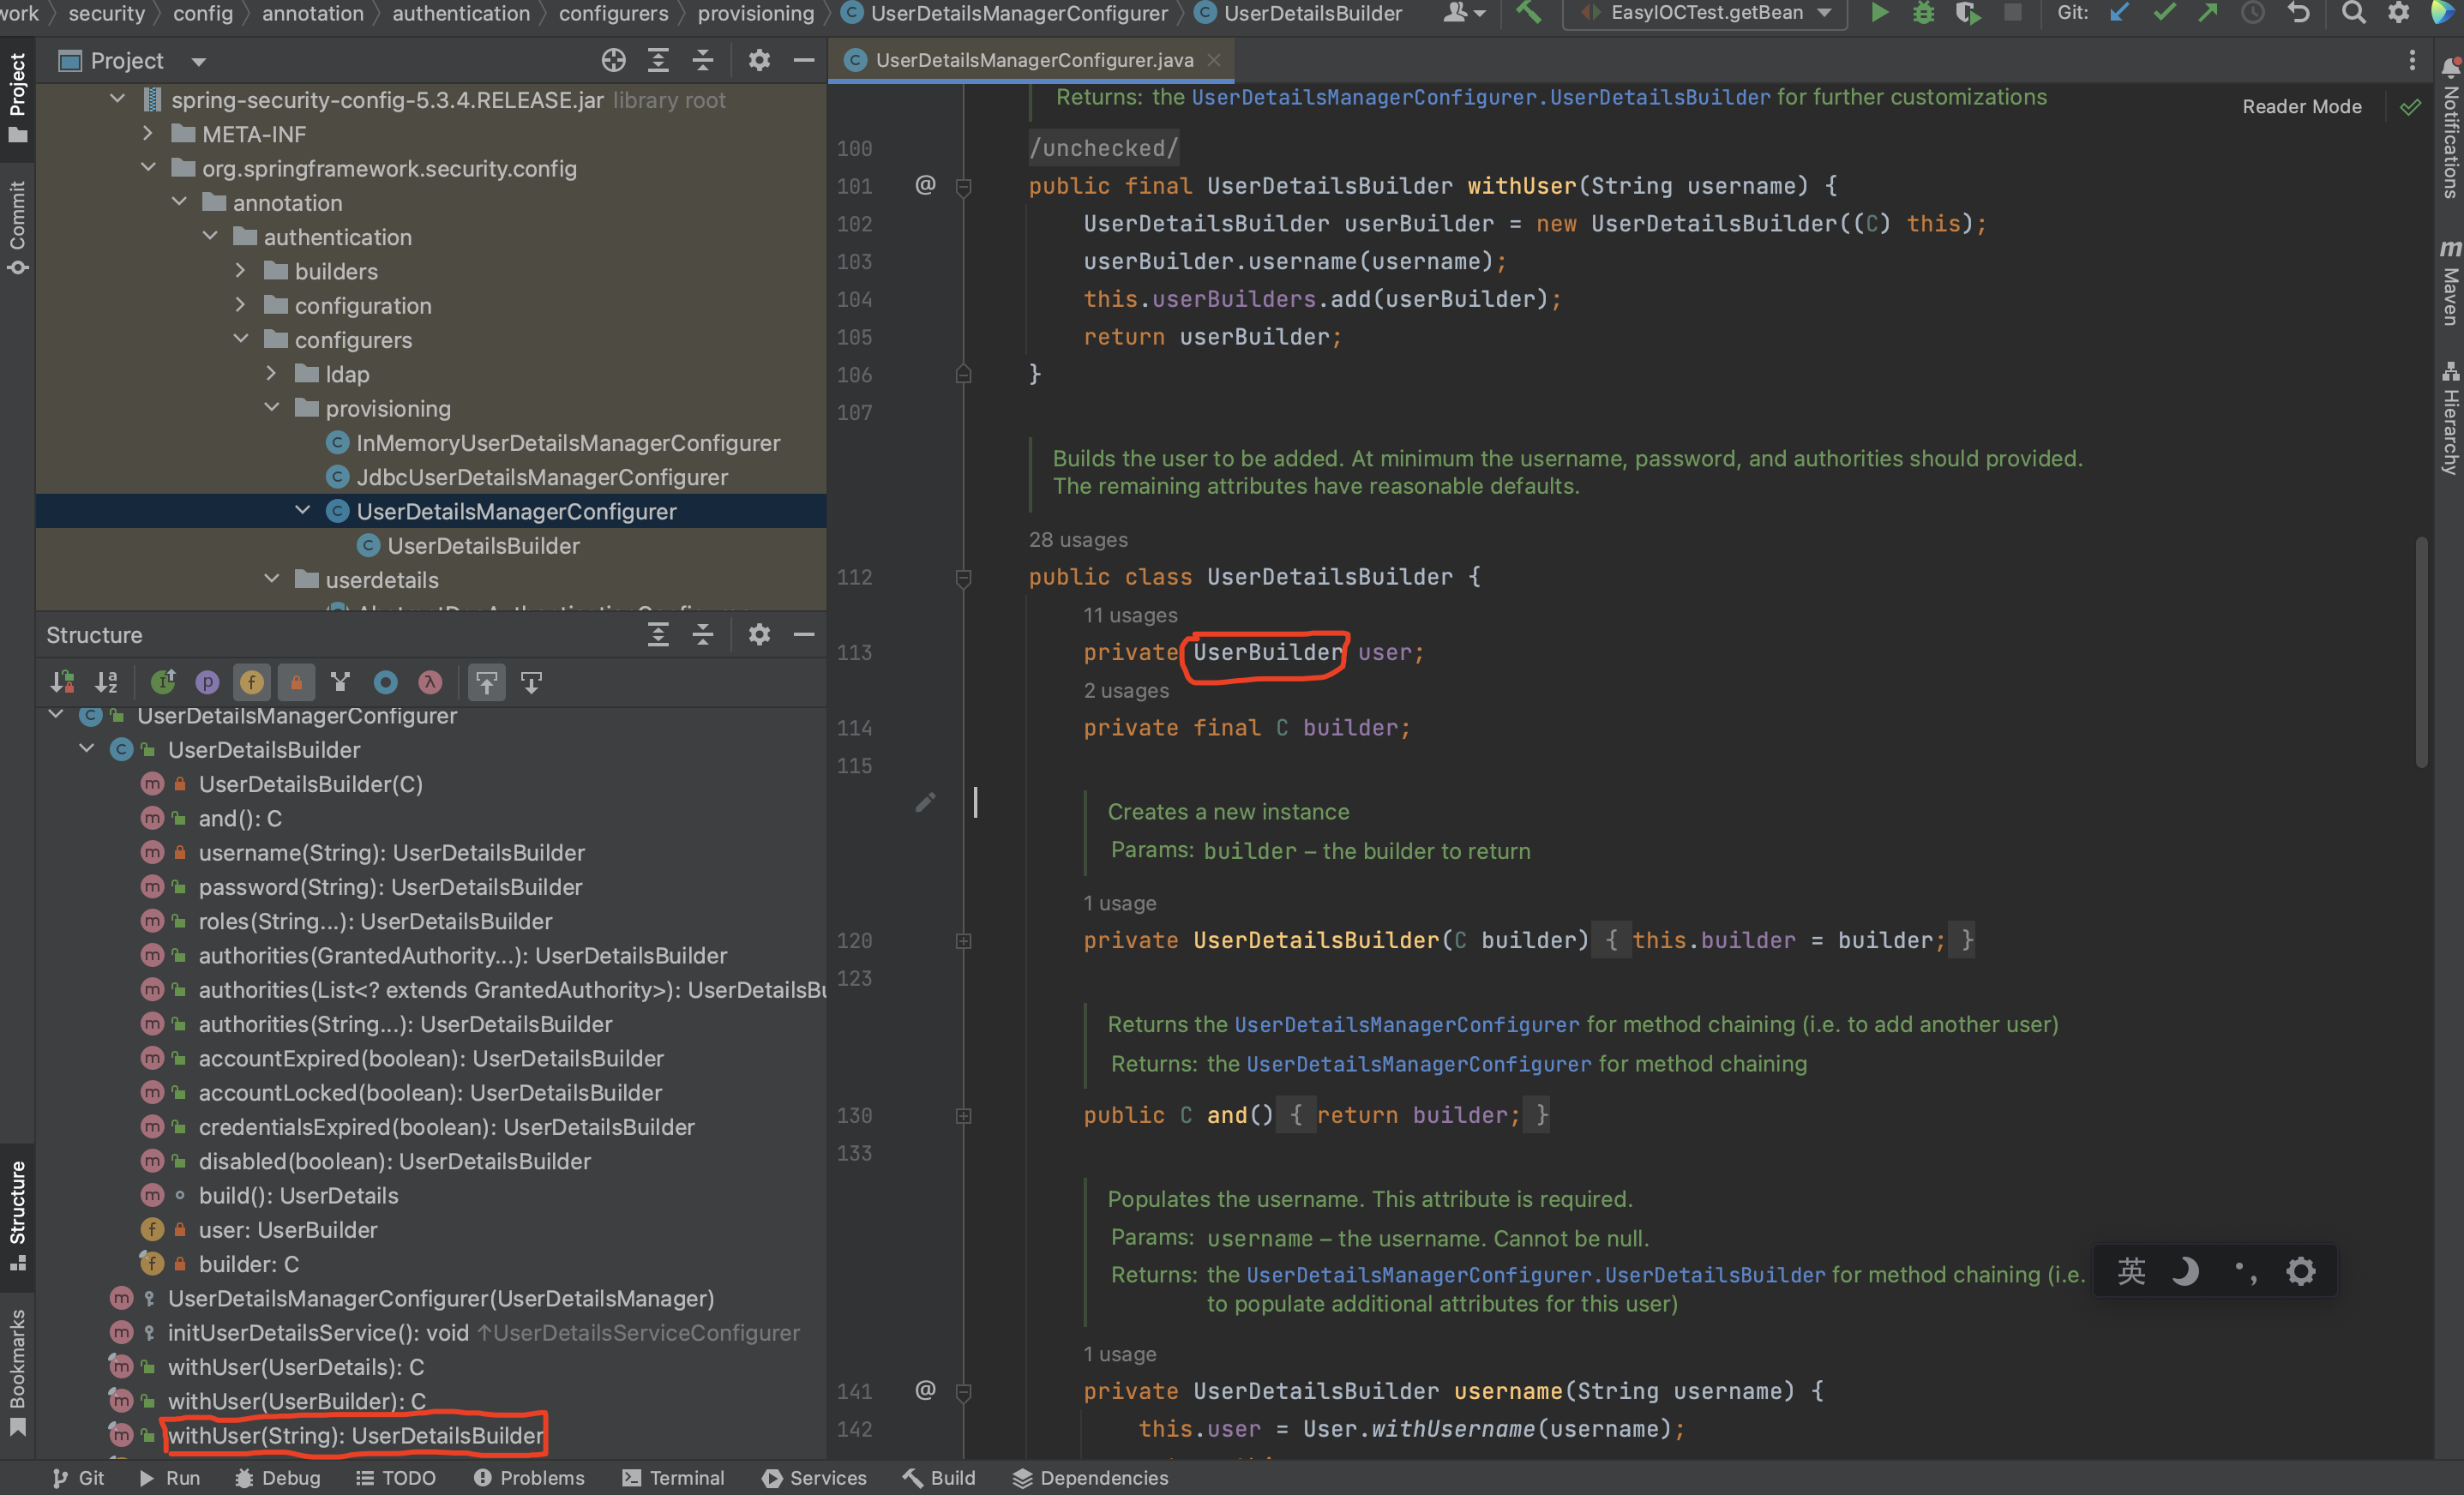 work security config annotation authentication configurers provisioning UserDetailsManagerConfigurer UserDetailsBuilder EasyIOCTest.getBean Git:
Project
UserDetailsManagerConfigurer.java
Project
Commit
spring-security-config-5.3.4.RELEASE.jar library root
META-INF
org.springframework.security.config
annotation
authentication
builders
configuration
configurers
ldap
provisioning
InMemoryUserDetailsManagerConfigurer
JdbcUserDetailsManagerConfigurer
UserDetailsManagerConfigurer
UserDetailsBuilder
userdetails
Structure
UserDetailsManagerConfigurer
UserDetailsBuilder
UserDetailsBuilder(C)
and(): C
username(String): UserDetailsBuilder
password(String): UserDetailsBuilder
roles(String...): UserDetailsBuilder
authorities(GrantedAuthority...): UserDetailsBuilder
authorities(List<? extends GrantedAuthority>): UserDetailsBu
authorities(String...): UserDetailsBuilder
accountExpired(boolean): UserDetailsBuilder
accountLocked(boolean): UserDetailsBuilder
credentialsExpired(boolean): UserDetailsBuilder
disabled(boolean): UserDetailsBuilder
build(): UserDetails
user: UserBuilder
builder: C
UserDetailsManagerConfigurer(UserDetailsManager)
initUserDetailsService(): void ↑UserDetailsServiceConfigurer
withUser(UserDetails): C
withUser(UserBuilder): C
withUser(String): UserDetailsBuilder
Structure
Bookmarks
Returns: the UserDetailsManagerConfigurer.UserDetailsBuilder for further customizations
Reader Mode
100 /unchecked/
101 @ public final UserDetailsBuilder withUser(String username) {
102 UserDetailsBuilder userBuilder = new UserDetailsBuilder((C) this);
103 userBuilder.username(username);
104 this.userBuilders.add(userBuilder);
105 return userBuilder;
106 }
107
Builds the user to be added. At minimum the username, password, and authorities should provided.
The remaining attributes have reasonable defaults.
28 usages
112 public class UserDetailsBuilder {
11 usages
113 private UserBuilder user;
2 usages
114 private final C builder;
115
Creates a new instance
Params: builder – the builder to return
1 usage
120 private UserDetailsBuilder(C builder) { this.builder = builder; }
123
Returns the UserDetailsManagerConfigurer for method chaining (i.e. to add another user)
Returns: the UserDetailsManagerConfigurer for method chaining
130 public C and() { return builder; }
133
Populates the username. This attribute is required.
Params: username – the username. Cannot be null.
Returns: the UserDetailsManagerConfigurer.UserDetailsBuilder for method chaining (i.e.
to populate additional attributes for this user)
1 usage
141 @ private UserDetailsBuilder username(String username) {
142 this.user = User.withUsername(username);
英
Notifications
m Maven
Hierarchy
Git Run Debug TODO Problems Terminal Services Build Dependencies